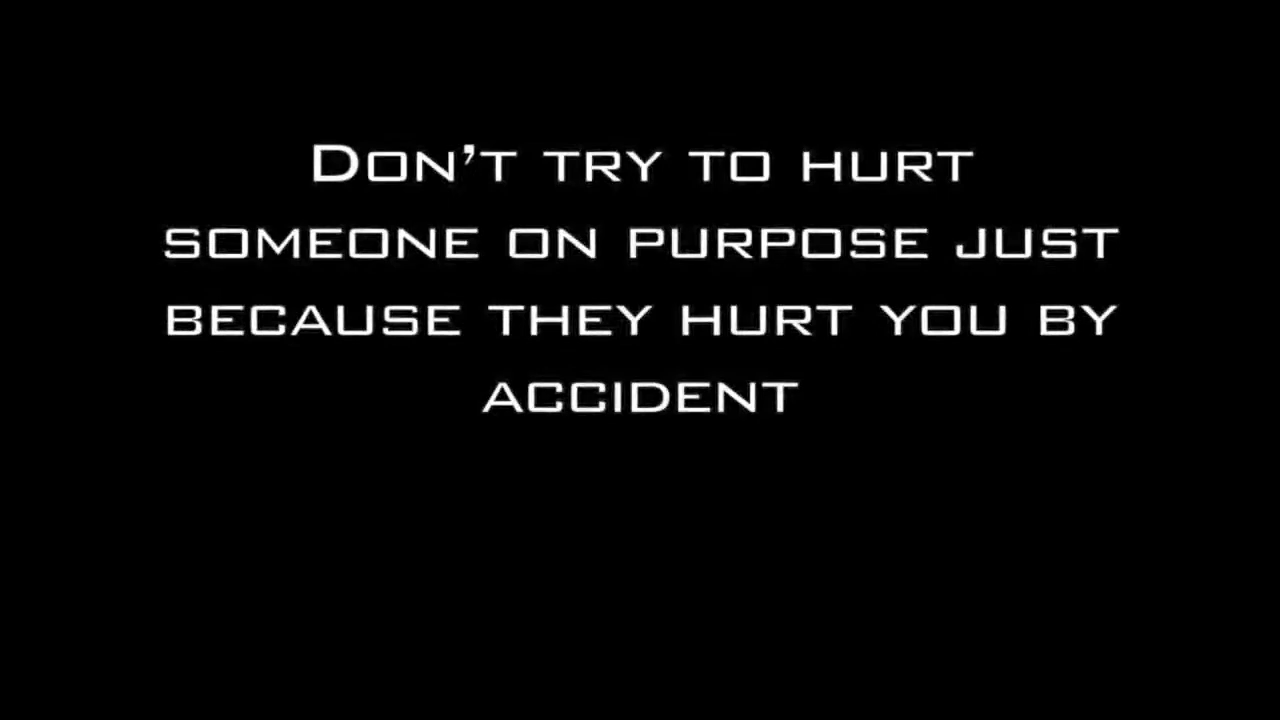 Don't try to hurt
someone on purpose just
because they hurt you by
accident